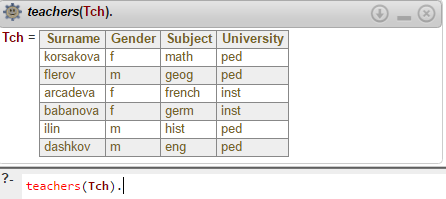 teachers(Tch).
Tch = Surname Gender Subject University
korsakova f math ped
flerov m geog ped
arcadeva f french inst
babanova f germ inst
ilin m hist ped
dashkov m eng ped
?- teachers(Tch).